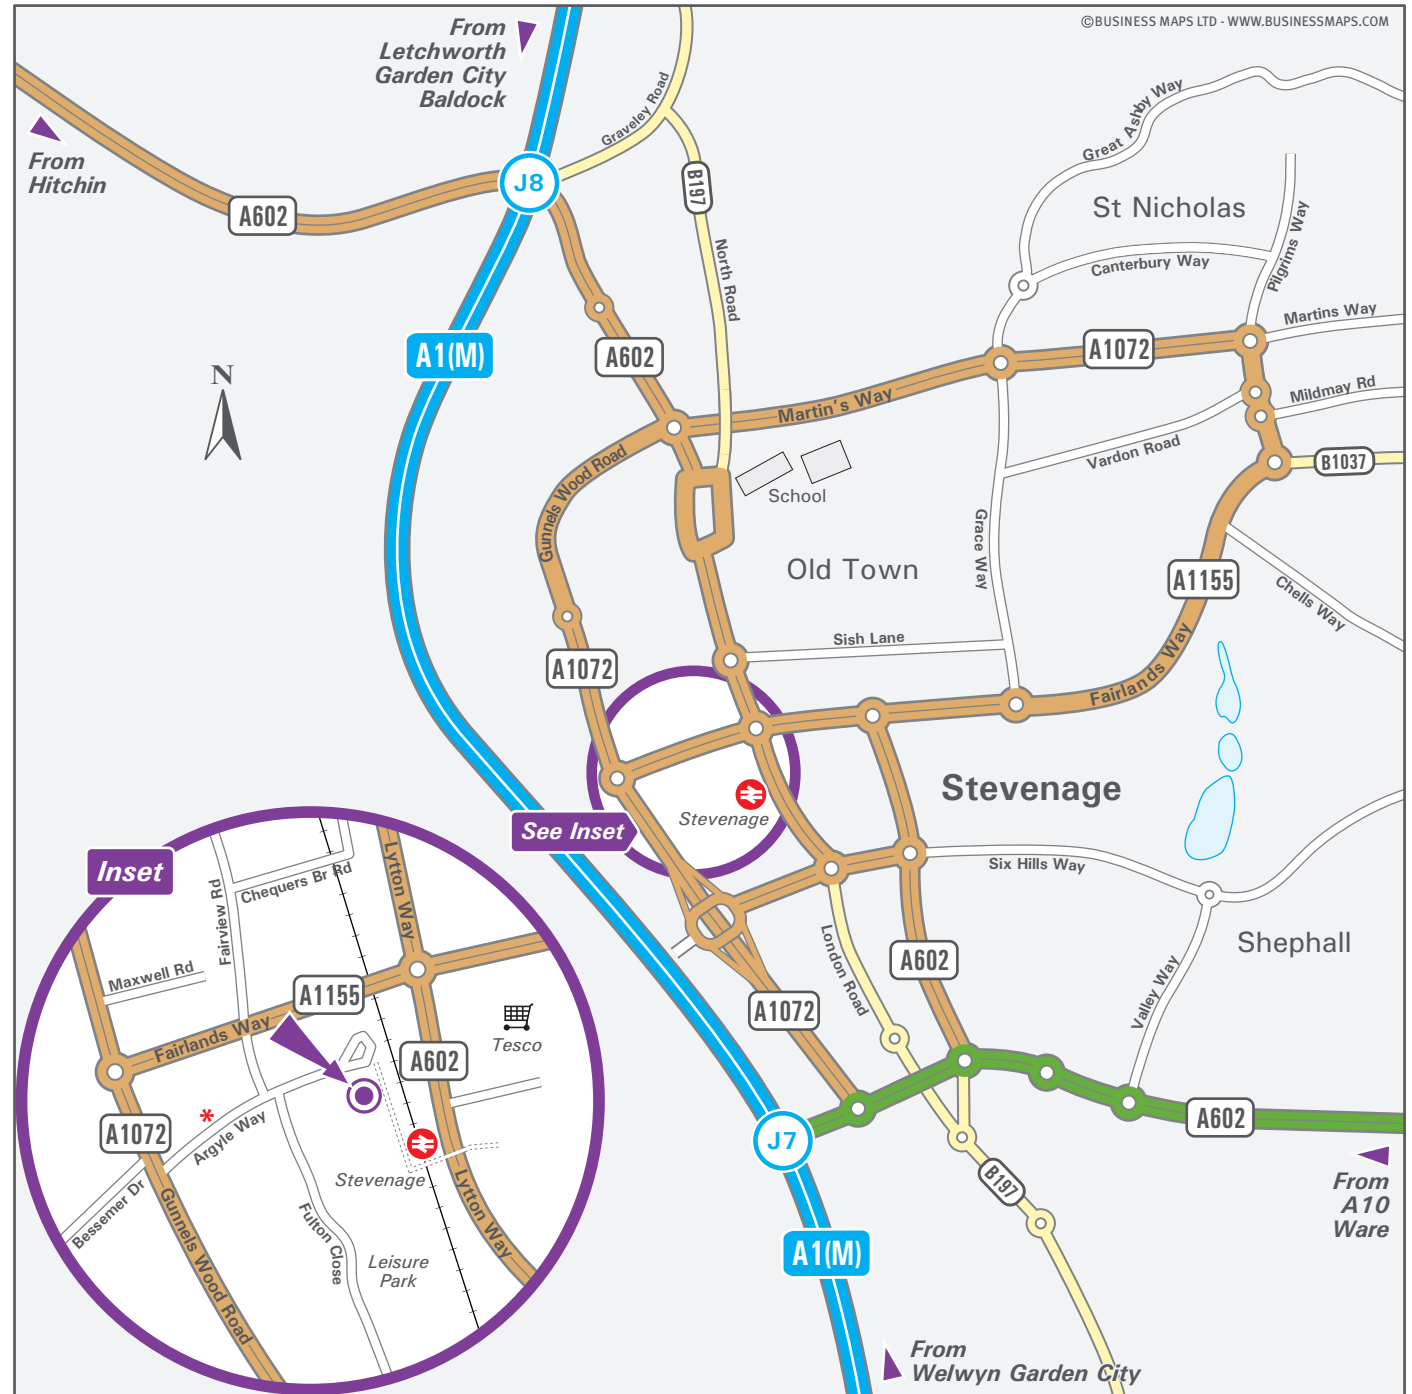 ©BUSINESS MAPS LTD - WWW.BUSINESSMAPS.COM
From
Letchworth
Garden City
Baldock
From
Hitchin
A602
J8
Graveley Road
B197
North Road
Great Ashby Way
St Nicholas
Canterbury Way
Pilgrims Way
Martins Way
A1(M)
A602
A1072
N
Martin's Way
Mildmay Rd
Vardon Road
B1037
Gunnels Wood Road
School
Grace Way
Old Town
A1155
Chells Way
Sish Lane
A1072
Fairlands Way
Stevenage
Stevenage
See Inset
Six Hills Way
London Road
A602
Shephall
Valley Way
A1072
A602
J7
B197
From
A10
Ware
A1(M)
From
Welwyn Garden City
Inset
Chequers Br Rd
Lytton Way
Fairview Rd
Maxwell Rd
A1155
Fairlands Way
Tesco
A602
A1072
*
Argyle Way
Stevenage
Bessemer Dr
Gunnels Wood Road
Fulton Close
Lytton Way
Leisure
Park